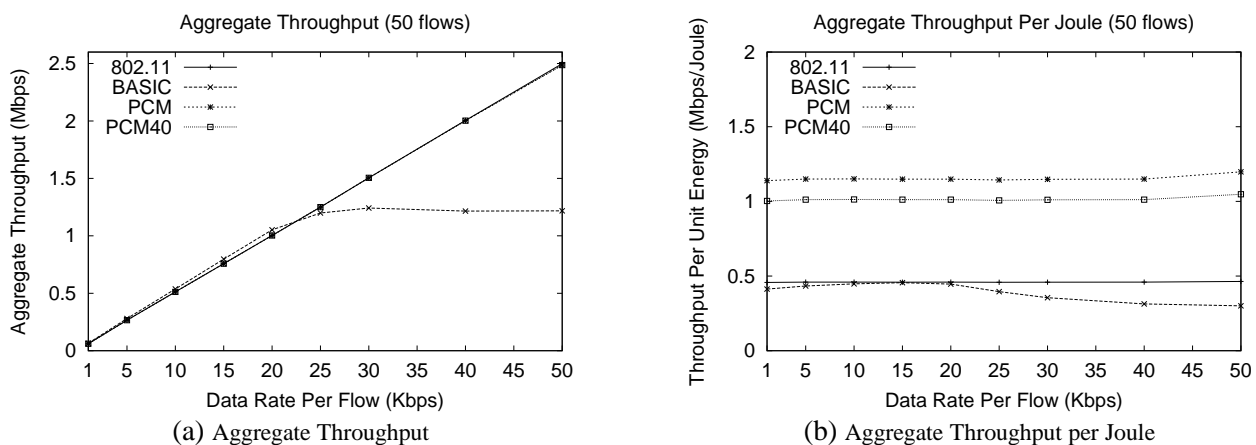 Aggregate Throughput (50 flows)
Aggregate Throughput (Mbps)
2.5
2
1.5
1
0.5
0
802.11
BASIC
PCM
PCM40
1 5 10 15 20 25 30 35 40 45 50
Data Rate Per Flow (Kbps)
(a) Aggregate Throughput
Aggregate Throughput Per Joule (50 flows)
Throughput Per Unit Energy (Mbps/Joule)
2
1.5
1
0.5
0
802.11
BASIC
PCM
PCM40
1 5 10 15 20 25 30 35 40 45 50
Data Rate Per Flow (Kbps)
(b) Aggregate Throughput per Joule